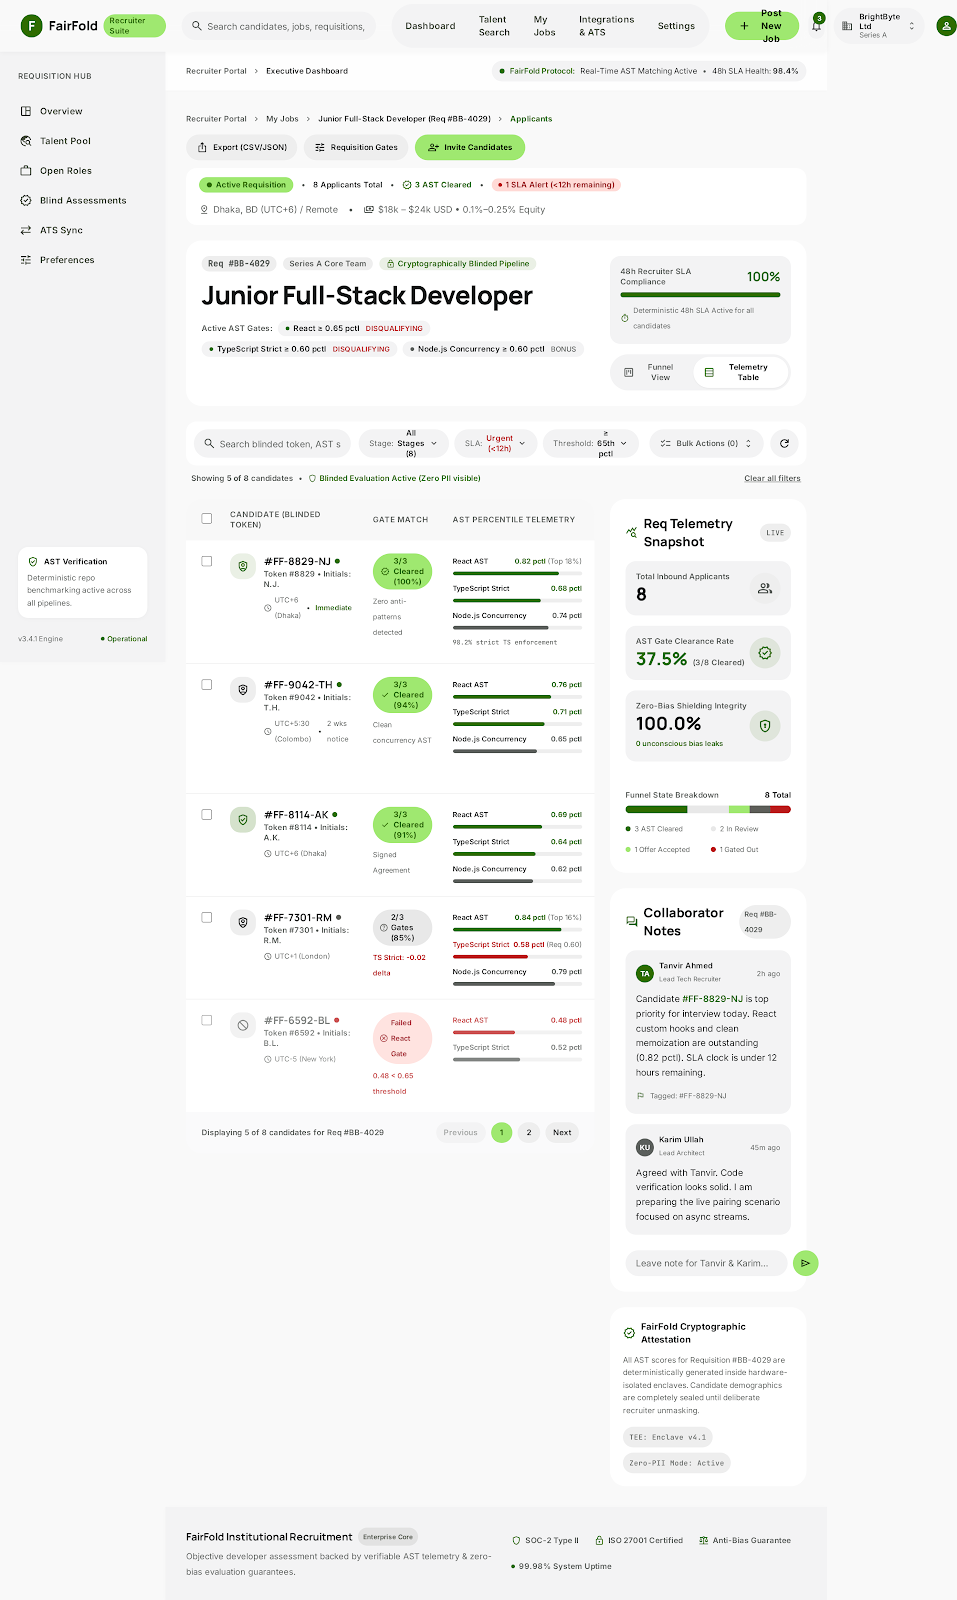 F FairFold Recruiter Suite
Search candidates, jobs, requisitions,
Dashboard
Talent Search
My Jobs
Integrations & ATS
Settings
Post New Job
3
BrightByte Ltd
Series A
REQUISITION HUB
Overview
Talent Pool
Open Roles
Blind Assessments
ATS Sync
Preferences
AST Verification
Deterministic repo
benchmarking active across
all pipelines.
v3.4.1 Engine
Operational
Recruiter Portal > Executive Dashboard
FairFold Protocol: Real-Time AST Matching Active • 48h SLA Health: 98.4%
Recruiter Portal > My Jobs > Junior Full-Stack Developer (Req #BB-4029) > Applicants
Export (CSV/JSON)
Requisition Gates
Invite Candidates
Active Requisition • 8 Applicants Total • 3 AST Cleared • 1 SLA Alert (<12h remaining)
Dhaka, BD (UTC+6) / Remote • $18k – $24k USD • 0.1%–0.25% Equity
Req #BB-4029
Series A Core Team
Cryptographically Blinded Pipeline
Junior Full-Stack Developer
Active AST Gates: React ≥ 0.65 pctl DISQUALIFYING
TypeScript Strict ≥ 0.60 pctl DISQUALIFYING
Node.js Concurrency ≥ 0.60 pctl BONUS
48h Recruiter SLA
Compliance
100%
Deterministic 48h SLA Active for all
candidates
Funnel View
Telemetry Table
Search blinded token, AST s
Stage: All Stages (8)
SLA: Urgent (<12h)
Threshold: ≥ 65th pctl
Bulk Actions (0)
Showing 5 of 8 candidates • Blinded Evaluation Active (Zero PII visible)
Clear all filters
CANDIDATE (BLINDED TOKEN)
GATE MATCH
AST PERCENTILE TELEMETRY
#FF-8829-NJ
Token #8829 • Initials:
N.J.
UTC+6 (Dhaka) • Immediate
3/3 Cleared (100%)
Zero anti-
patterns
detected
React AST 0.82 pctl (Top 18%)
TypeScript Strict 0.68 pctl
Node.js Concurrency 0.74 pctl
98.2% strict TS enforcement
#FF-9042-TH
Token #9042 • Initials:
T.H.
UTC+5:30 (Colombo) • 2 wks notice
3/3 Cleared (94%)
Clean
concurrency AST
React AST 0.76 pctl
TypeScript Strict 0.71 pctl
Node.js Concurrency 0.65 pctl
#FF-8114-AK
Token #8114 • Initials:
A.K.
UTC+6 (Dhaka)
3/3 Cleared (91%)
Signed
Agreement
React AST 0.69 pctl
TypeScript Strict 0.64 pctl
Node.js Concurrency 0.62 pctl
#FF-7301-RM
Token #7301 • Initials:
R.M.
UTC+1 (London)
2/3 Gates (85%)
TS Strict: -0.02
delta
React AST 0.84 pctl (Top 16%)
TypeScript Strict 0.58 pctl (Req 0.60)
Node.js Concurrency 0.79 pctl
#FF-6592-BL
Token #6592 • Initials:
B.L.
UTC-5 (New York)
Failed React Gate
0.48 < 0.65
threshold
React AST 0.48 pctl
TypeScript Strict 0.52 pctl
Displaying 5 of 8 candidates for Req #BB-4029
Previous 1 2 Next
Req Telemetry
Snapshot
LIVE
Total Inbound Applicants
8
AST Gate Clearance Rate
37.5% (3/8 Cleared)
Zero-Bias Shielding Integrity
100.0%
0 unconscious bias leaks
Funnel State Breakdown 8 Total
3 AST Cleared
2 In Review
1 Offer Accepted
1 Gated Out
Collaborator
Notes
Req #BB-4029
TA
Tanvir Ahmed
Lead Tech Recruiter
2h ago
Candidate #FF-8829-NJ is top
priority for interview today. React
custom hooks and clean
memoization are outstanding
(0.82 pctl). SLA clock is under 12
hours remaining.
Tagged: #FF-8829-NJ
KU
Karim Ullah
Lead Architect
45m ago
Agreed with Tanvir. Code
verification looks solid. I am
preparing the live pairing scenario
focused on async streams.
Leave note for Tanvir & Karim...
FairFold Cryptographic
Attestation
All AST scores for Requisition #BB-4029 are
deterministically generated inside hardware-
isolated enclaves. Candidate demographics
are completely sealed until deliberate
recruiter unmasking.
TEE: Enclave v4.1
Zero-PII Mode: Active
FairFold Institutional Recruitment
Enterprise Core
Objective developer assessment backed by verifiable AST telemetry & zero-
bias evaluation guarantees.
SOC-2 Type II
ISO 27001 Certified
Anti-Bias Guarantee
99.98% System Uptime